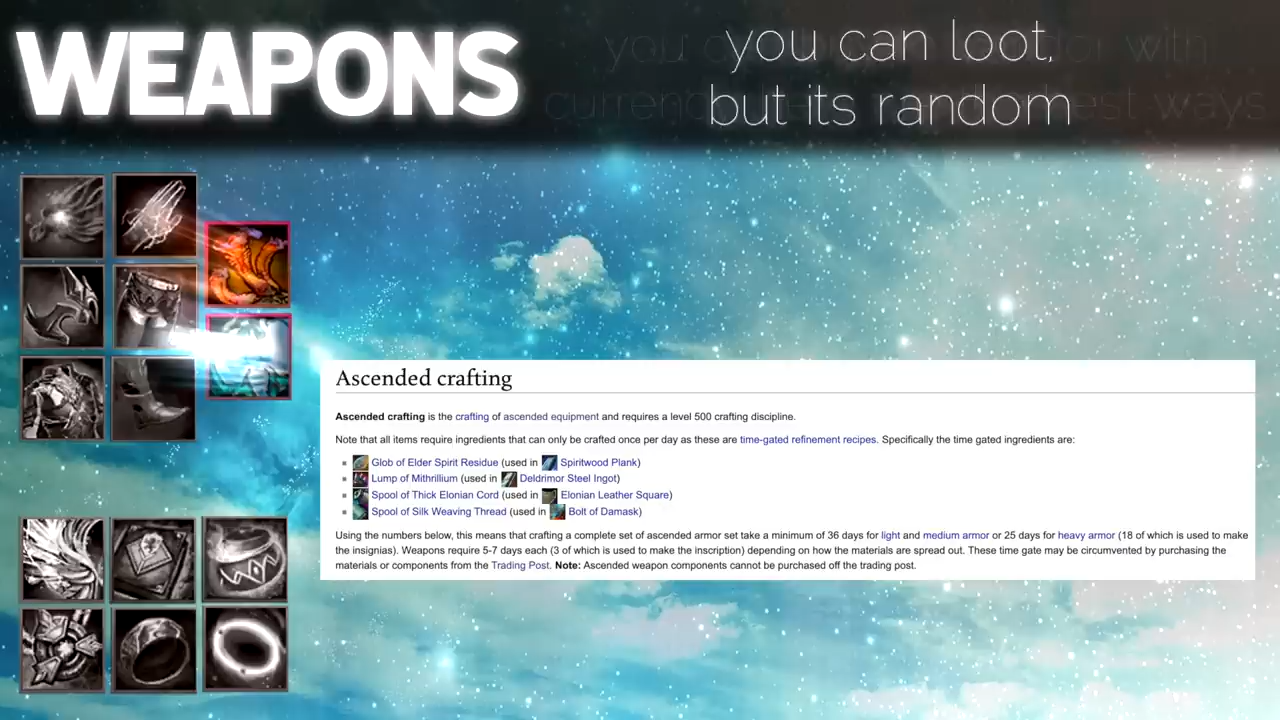 WEAPONS
you can loot,
but its random
Ascended crafting
Ascended crafting is the crafting of ascended equipment and requires a level 500 crafting discipline.
Note that all items require ingredients that can only be crafted once per day as these are time-gated refinement recipes. Specifically the time gated ingredients are:
Glob of Elder Spirit Residue (used in Spiritwood Plank)
Lump of Mithrillium (used in Deldrimor Steel Ingot)
Spool of Thick Elonian Cord (used in Elonian Leather Square)
Spool of Silk Weaving Thread (used in Bolt of Damask)
Using the numbers below, this means that crafting a complete set of ascended armor set take a minimum of 36 days for light and medium armor or 25 days for heavy armor (18 of which is used to make
the insignias). Weapons require 5-7 days each (3 of which is used to make the inscription) depending on how the materials are spread out. These time gate may be circumvented by purchasing the
materials or components from the Trading Post. Note: Ascended weapon components cannot be purchased off the trading post.